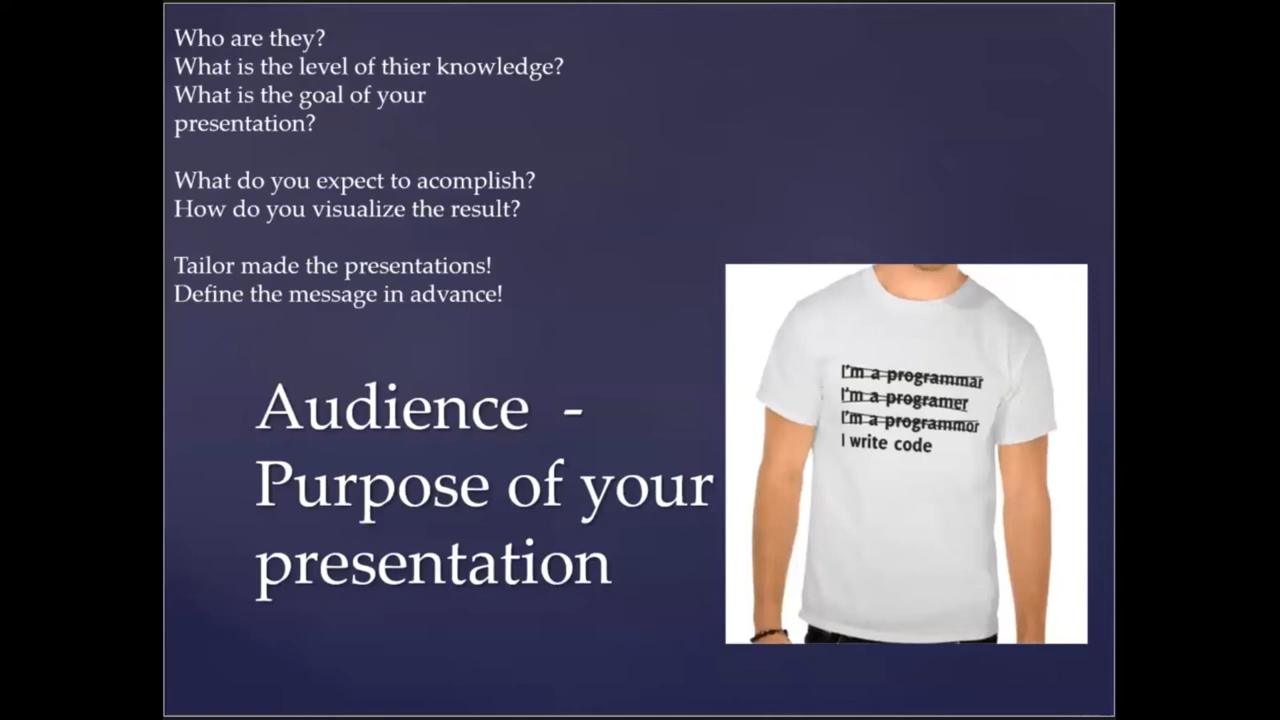 Who are they?
What is the level of thier knowledge?
What is the goal of your
presentation?
What do you expect to acomplish?
How do you visualize the result?
Tailor made the presentations!
Define the message in advance!
Audience -
Purpose of your
presentation
I'm a programmar
I'm a programer
I'm a programmor
I write code